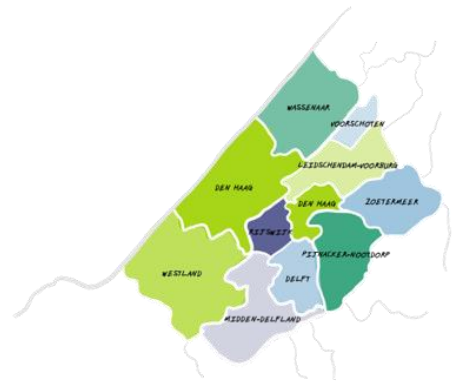 WASSENAAR
VOORSCHOTEN
LEIDSCHENDAM-VOORBURG
DEN HAAG
DEN HAAG
ZOETERMEER
RIJSWIJK
PIJNACKER-NOOTDORP
WESTLAND
DELFT
MIDDEN-DELFLAND